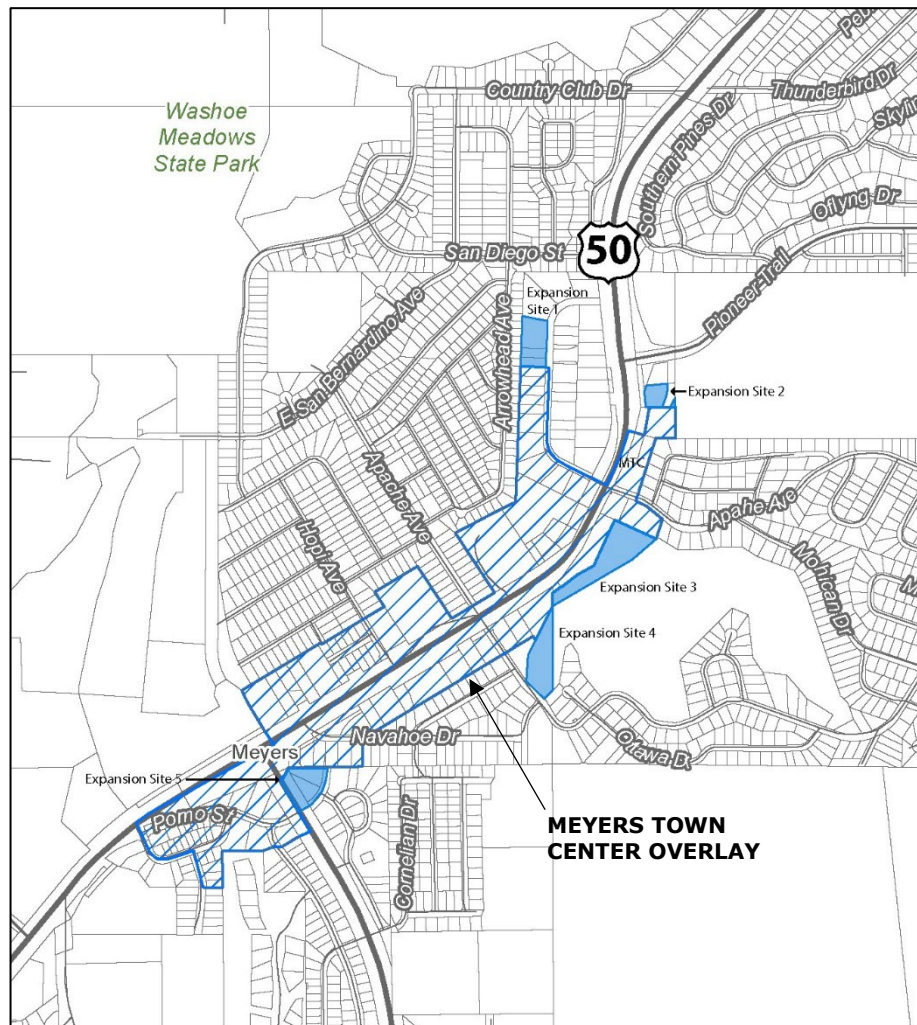 Washoe
Meadows
State Park
Country Club Dr
Thunderbird Dr
Southern Pines Dr
Oflyng Dr
San Diego St
50
Pioneer Trail
E San Bernardino Ave
Arrowhead Ave
Expansion
Site 1
Expansion Site 2
MTC
Apache Ave
Apahe Ave
Hopi Ave
Mohican Dr
Expansion Site 3
Expansion Site 4
Navahoe Dr
Meyers
Expansion Site 5
Pomo St
Cornelian Dr
MEYERS TOWN
CENTER OVERLAY